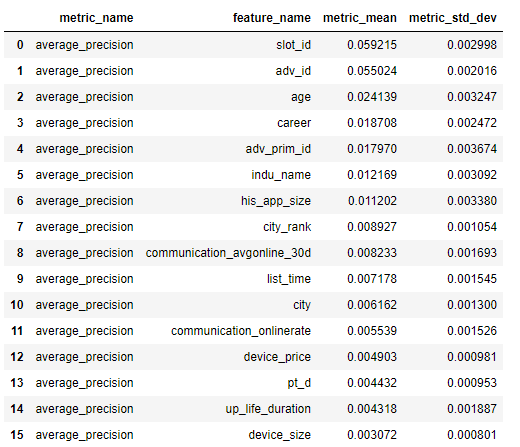 metric_name feature_name metric_mean metric_std_dev
0 average_precision slot_id 0.059215 0.002998
1 average_precision adv_id 0.055024 0.002016
2 average_precision age 0.024139 0.003247
3 average_precision career 0.018708 0.002472
4 average_precision adv_prim_id 0.017970 0.003674
5 average_precision indu_name 0.012169 0.003092
6 average_precision his_app_size 0.011202 0.003380
7 average_precision city_rank 0.008927 0.001054
8 average_precision communication_avgonline_30d 0.008233 0.001693
9 average_precision list_time 0.007178 0.001545
10 average_precision city 0.006162 0.001300
11 average_precision communication_onlinerate 0.005539 0.001526
12 average_precision device_price 0.004903 0.000981
13 average_precision pt_d 0.004432 0.000953
14 average_precision up_life_duration 0.004318 0.001887
15 average_precision device_size 0.003072 0.000801